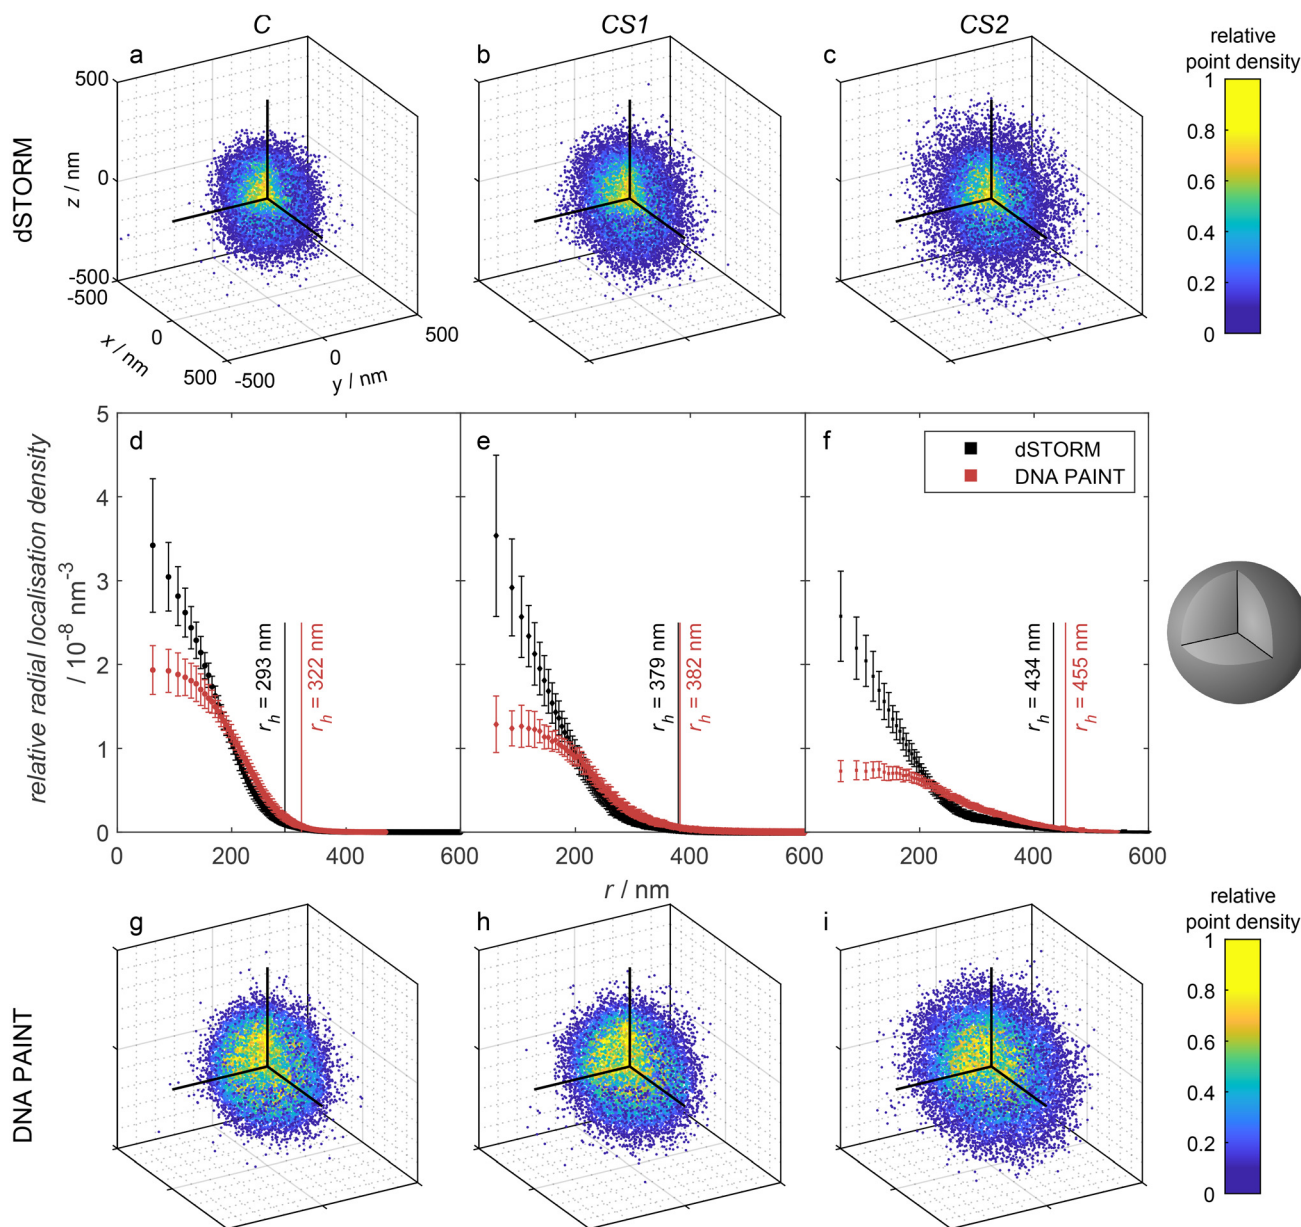 C CS1 CS2
a b c
relative
point density
dSTORM
500
0
-500
z / nm
-500
0
500
x / nm
-500
0
500
y / nm
1
0.8
0.6
0.4
0.2
0
relative radial localisation density
/ 10⁻⁸ nm⁻³
5
4
3
2
1
0
d e f
dSTORM
DNA PAINT
r_h = 293 nm
r_h = 322 nm
r_h = 379 nm
r_h = 382 nm
r_h = 434 nm
r_h = 455 nm
0 200 400 600 200 400 600 200 400 600
r / nm
relative
point density
g h i
DNA PAINT
1
0.8
0.6
0.4
0.2
0